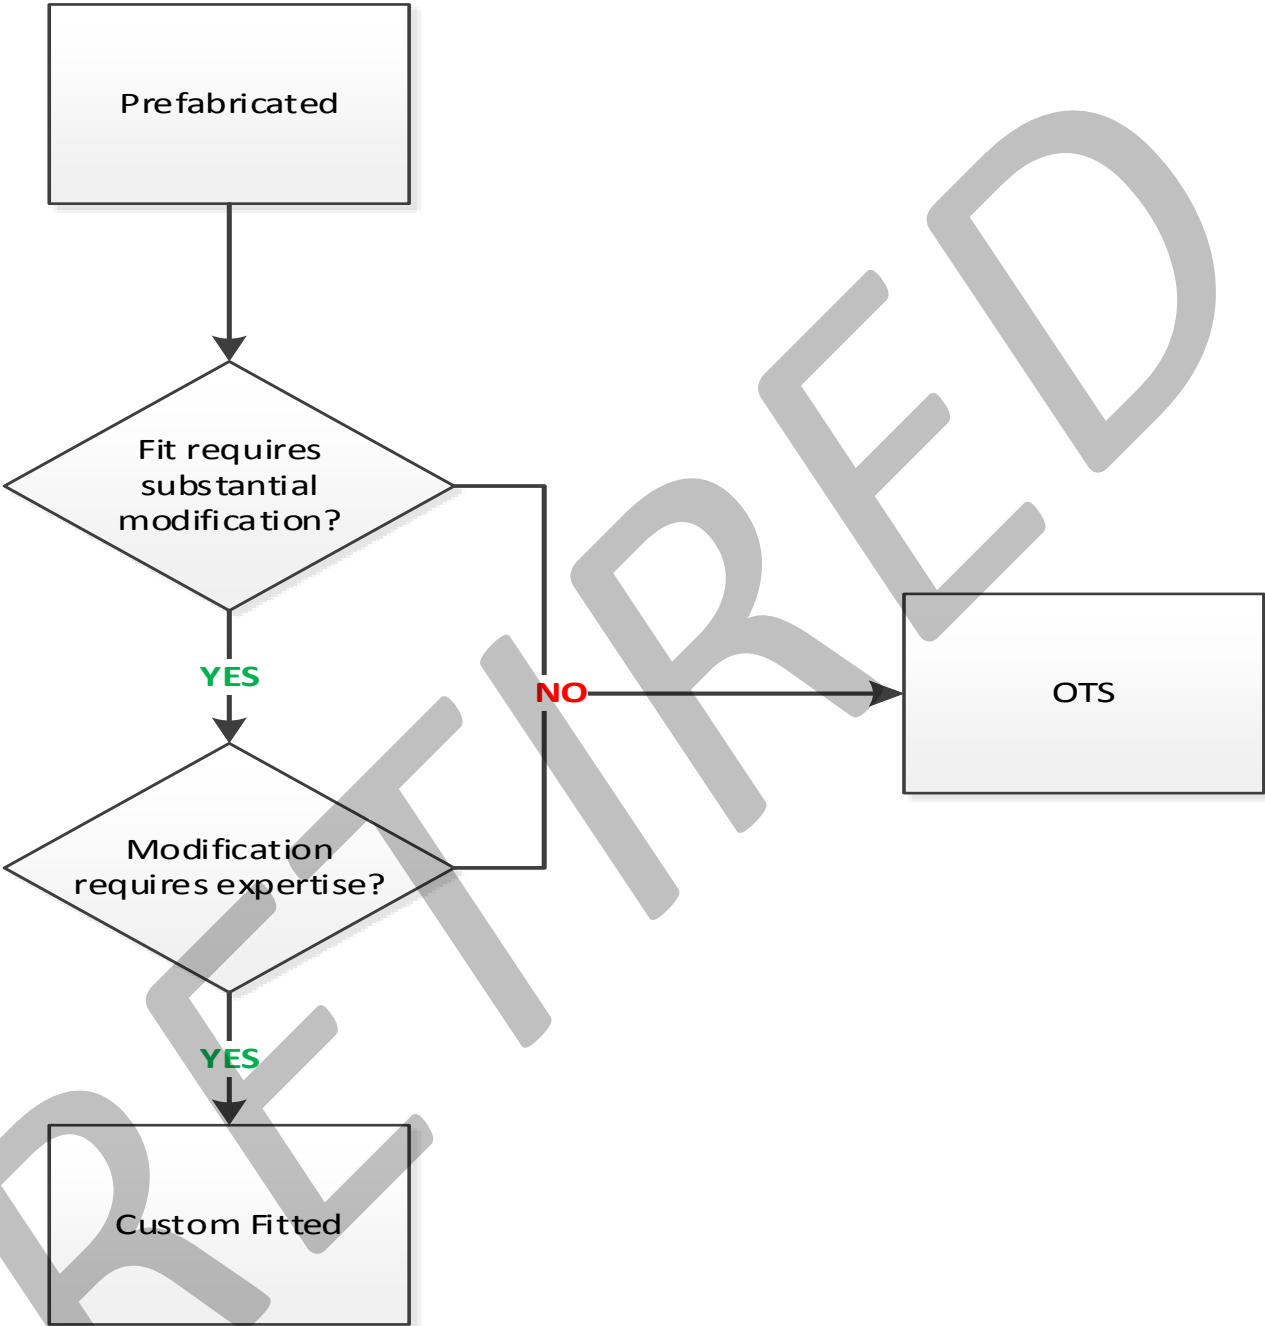 Prefabricated
Fit requires
substantial
modification?
YES
NO
OTS
Modification
requires expertise?
YES
Custom Fitted
RETIRED